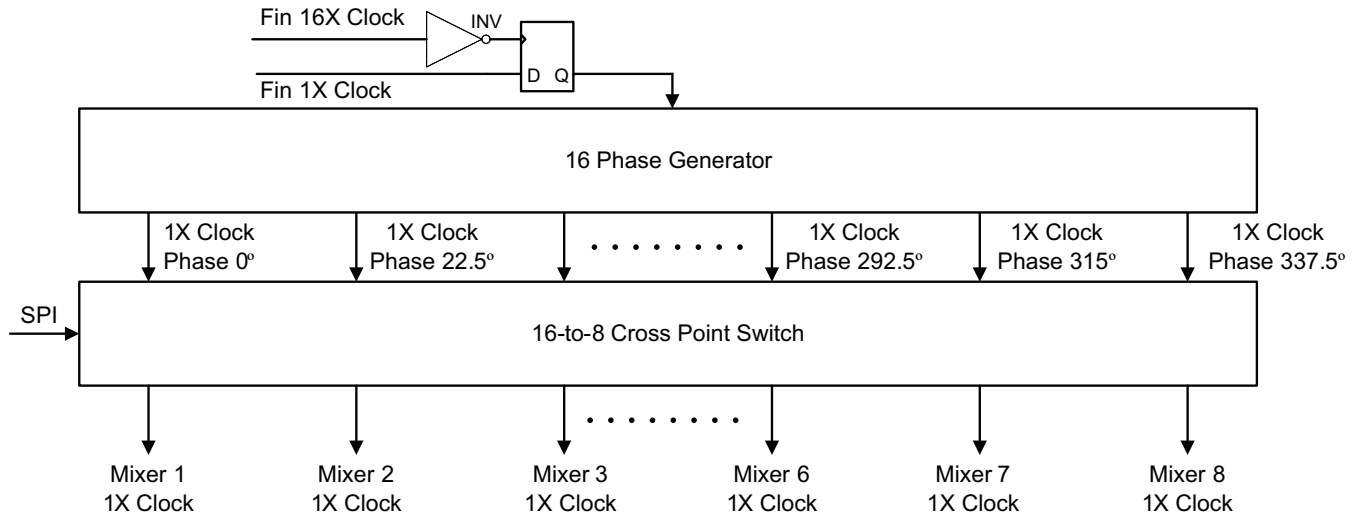 Fin 16X Clock
INV
D Q
Fin 1X Clock
16 Phase Generator
1X Clock
Phase 0º
1X Clock
Phase 22.5º
1X Clock
Phase 292.5º
1X Clock
Phase 315º
1X Clock
Phase 337.5º
SPI
16-to-8 Cross Point Switch
Mixer 1
1X Clock
Mixer 2
1X Clock
Mixer 3
1X Clock
Mixer 6
1X Clock
Mixer 7
1X Clock
Mixer 8
1X Clock